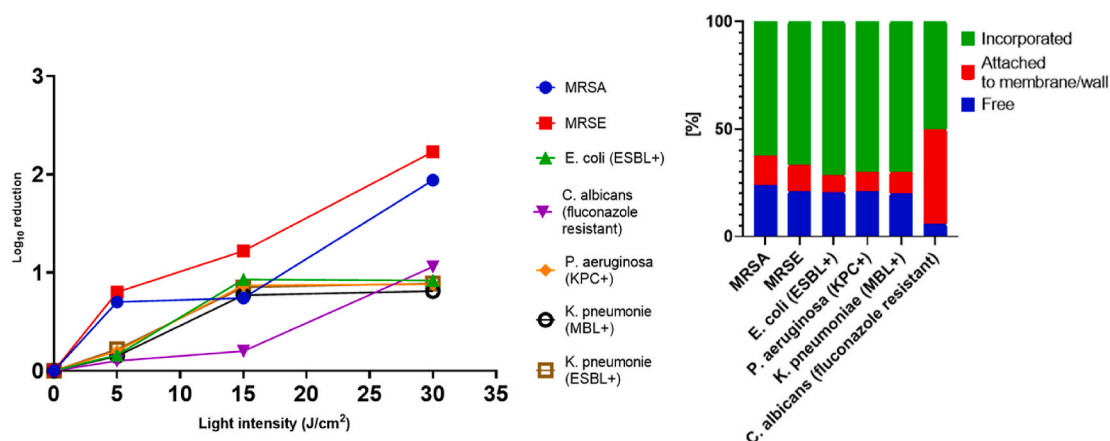 3
2
1
0
Log10 reduction
0
5
10
15
20
25
30
35
Light intensity (J/cm²)
MRSA
MRSE
E. coli (ESBL+)
C. albicans
(fluconazole
resistant)
P. aeruginosa
(KPC+)
K. pneumonie
(MBL+)
K. pneumonie
(ESBL+)
100
50
0
[%]
MRSA
MRSE
E. coli (ESBL+)
P. aeruginosa (KPC+)
K. pneumoniae (MBL+)
C. albicans (fluconazole resistant)
Incorporated
Attached
to membrane/wall
Free